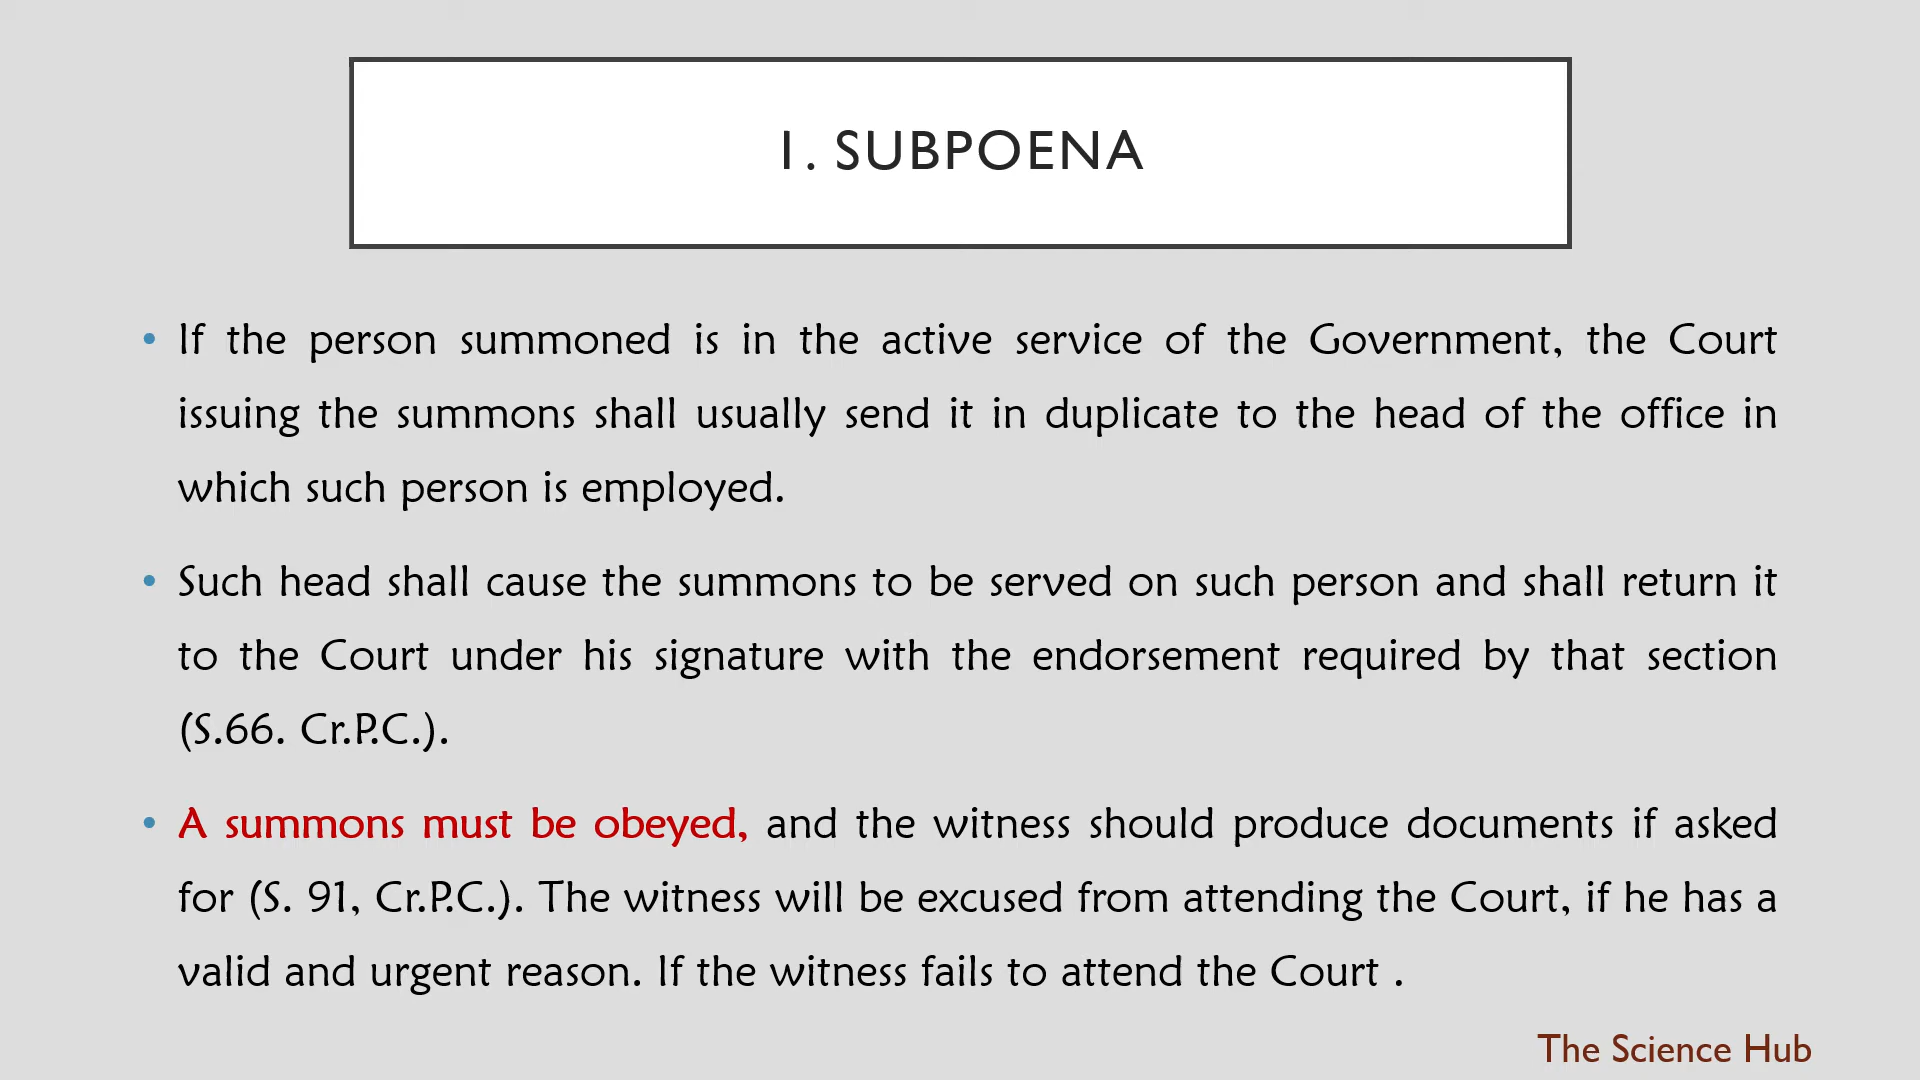 1. SUBPOENA
• If the person summoned is in the active service of the Government, the Court
issuing the summons shall usually send it in duplicate to the head of the office in
which such person is employed.
• Such head shall cause the summons to be served on such person and shall return it
to the Court under his signature with the endorsement required by that section
(S.66. Cr.P.C.).
• A summons must be obeyed, and the witness should produce documents if asked
for (S. 91, Cr.P.C.). The witness will be excused from attending the Court, if he has a
valid and urgent reason. If the witness fails to attend the Court .
The Science Hub